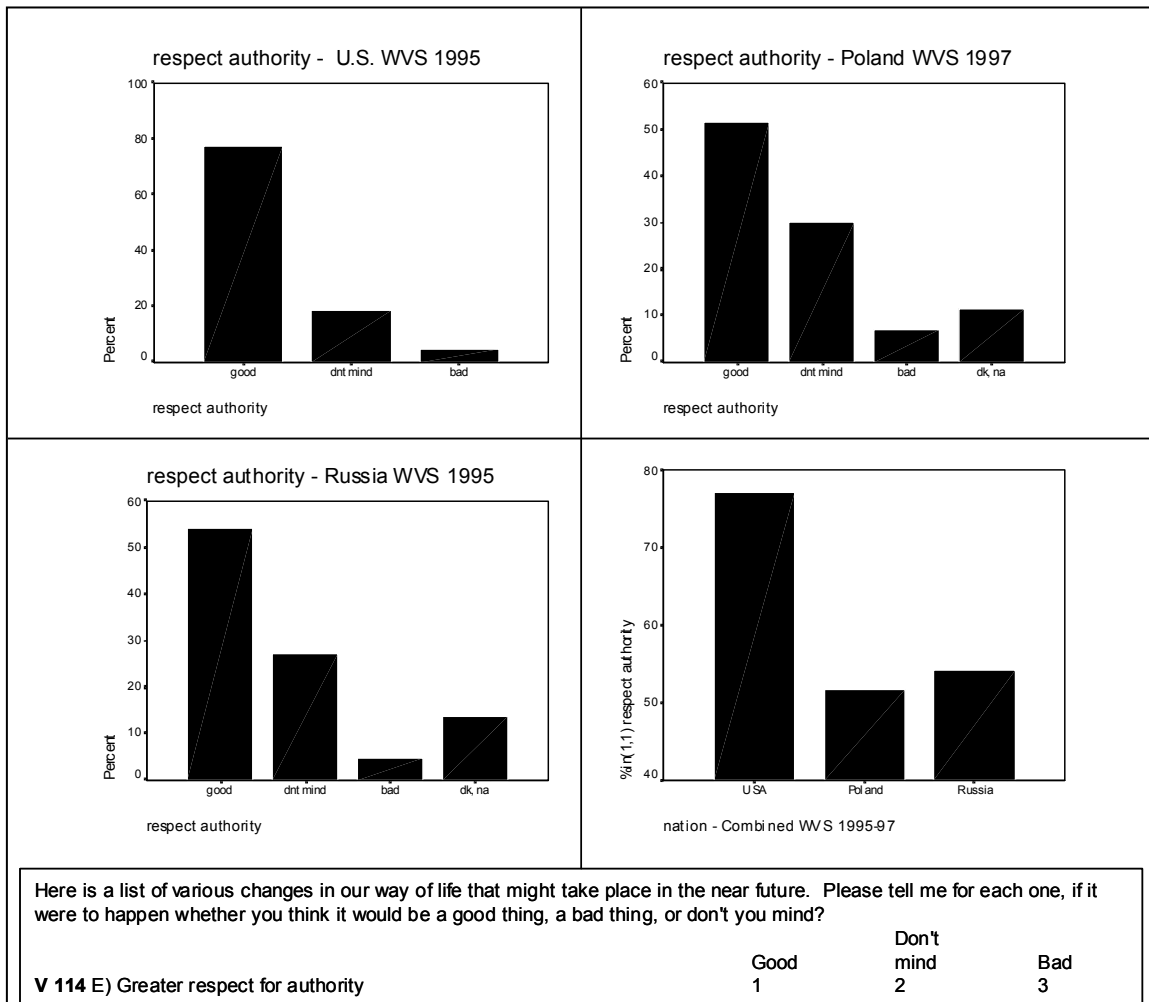 respect authority - U.S. WVS 1995
100
80
60
40
20
0
Percent
good dnt mind bad
respect authority
respect authority - Poland WVS 1997
60
50
40
30
20
10
0
Percent
good dnt mind bad dk, na
respect authority
respect authority - Russia WVS 1995
60
50
40
30
20
10
0
Percent
good dnt mind bad dk, na
respect authority
80
70
60
50
40
%in(1,1) respect authority
USA Poland Russia
nation - Combined WVS 1995-97
Here is a list of various changes in our way of life that might take place in the near future. Please tell me for each one, if it
were to happen whether you think it would be a good thing, a bad thing, or don't you mind?
Don't
Good mind Bad
V 114 E) Greater respect for authority 1 2 3